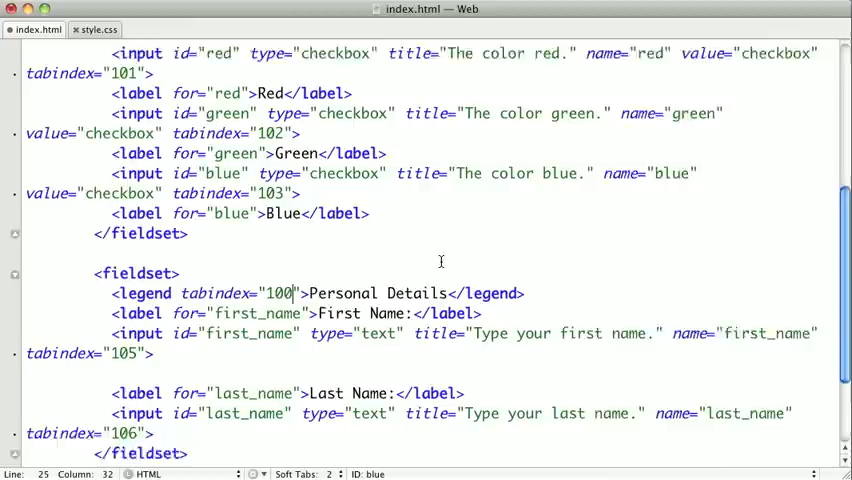 index.html — Web
index.html
style.css
<input id="red" type="checkbox" title="The color red." name="red" value="checkbox"
tabindex="101">
<label for="red">Red</label>
<input id="green" type="checkbox" title="The color green." name="green"
value="checkbox" tabindex="102">
<label for="green">Green</label>
<input id="blue" type="checkbox" title="The color blue." name="blue"
value="checkbox" tabindex="103">
<label for="blue">Blue</label>
</fieldset>
<fieldset>
<legend tabindex="100">Personal Details</legend>
<label for="first_name">First Name:</label>
<input id="first_name" type="text" title="Type your first name." name="first_name"
tabindex="105">
<label for="last_name">Last Name:</label>
<input id="last_name" type="text" title="Type your last name." name="last_name"
tabindex="106">
</fieldset>
Line: 25 Column: 32 HTML Soft Tabs: 2 ID: blue